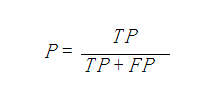 P = TP / TP + FP